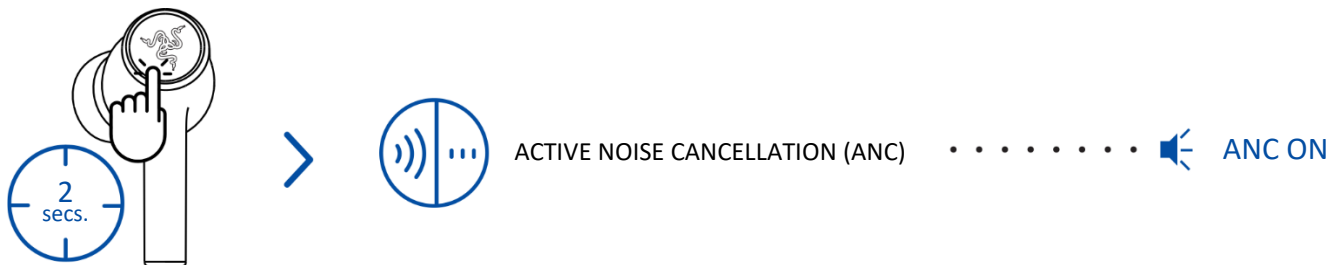 2
secs.
ACTIVE NOISE CANCELLATION (ANC)
ANC ON